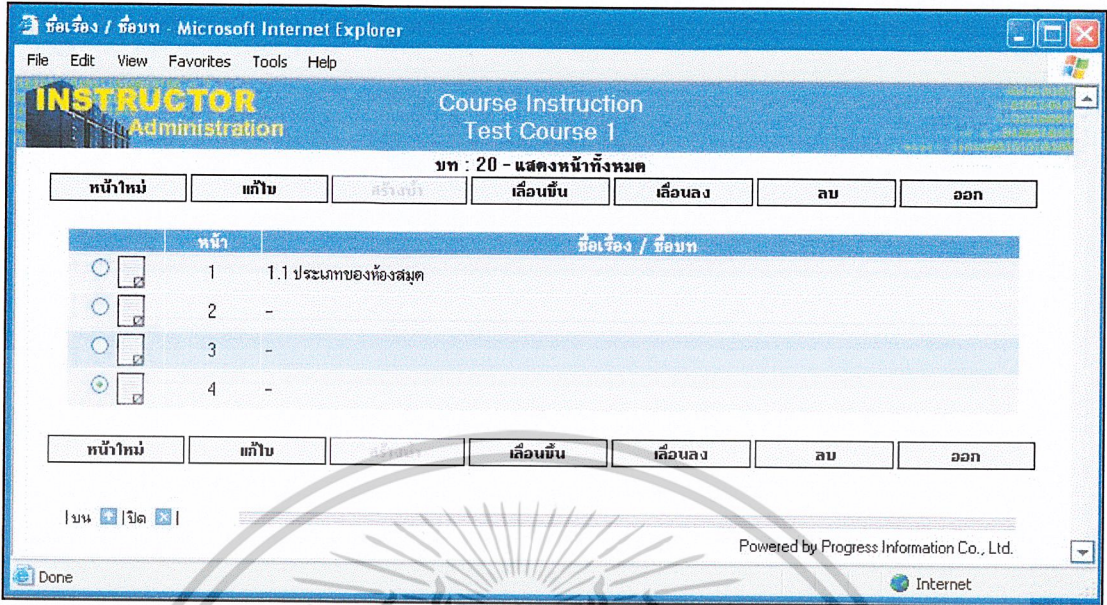 ชื่อเรื่อง / ชื่อบท - Microsoft Internet Explorer
File Edit View Favorites Tools Help
INSTRUCTOR
Administration
Course Instruction
Test Course 1
บท : 20 - แสดงหน้าทั้งหมด
หน้าใหม่ แก้ไข สร้างซ้ำ เลื่อนขึ้น เลื่อนลง ลบ ออก
หน้า ชื่อเรื่อง / ชื่อบท
1 1.1 ประเภทของห้องสมุด
2 -
3 -
4 -
หน้าใหม่ แก้ไข สร้างซ้ำ เลื่อนขึ้น เลื่อนลง ลบ ออก
| บน | ปิด |
Powered by Progress Information Co., Ltd.
Done Internet